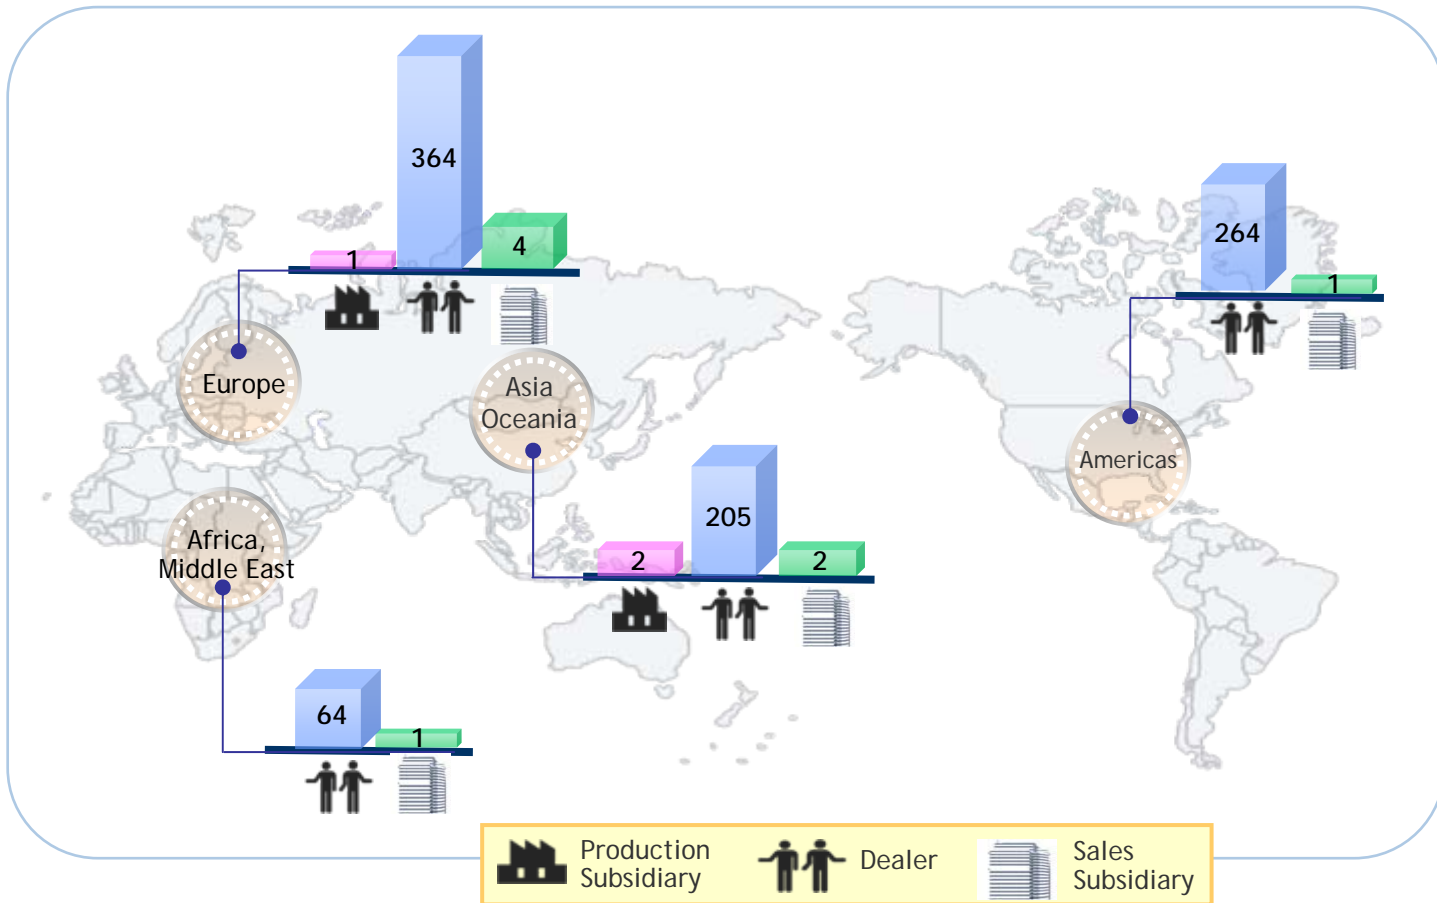 364
1
4
264
1
Europe
Asia
Oceania
Americas
205
2
2
Africa,
Middle East
64
1
Production
Subsidiary
Dealer
Sales
Subsidiary